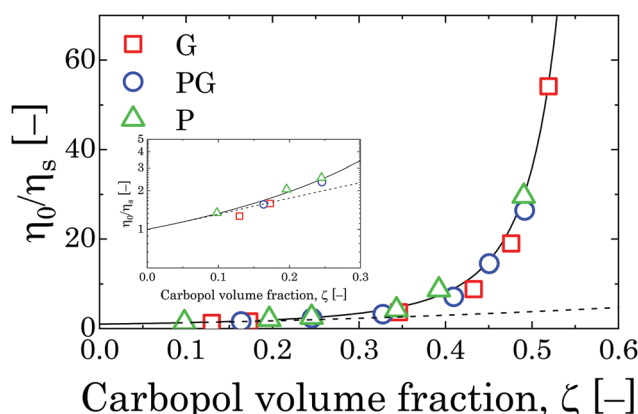 60
40
20
0
η₀/ηₛ [–]
G
PG
P
5
4
3
2
1
η₀/ηₛ [–]
0.0 0.1 0.2 0.3
Carbopol volume fraction, ζ [–]
0.0 0.1 0.2 0.3 0.4 0.5 0.6
Carbopol volume fraction, ζ [–]